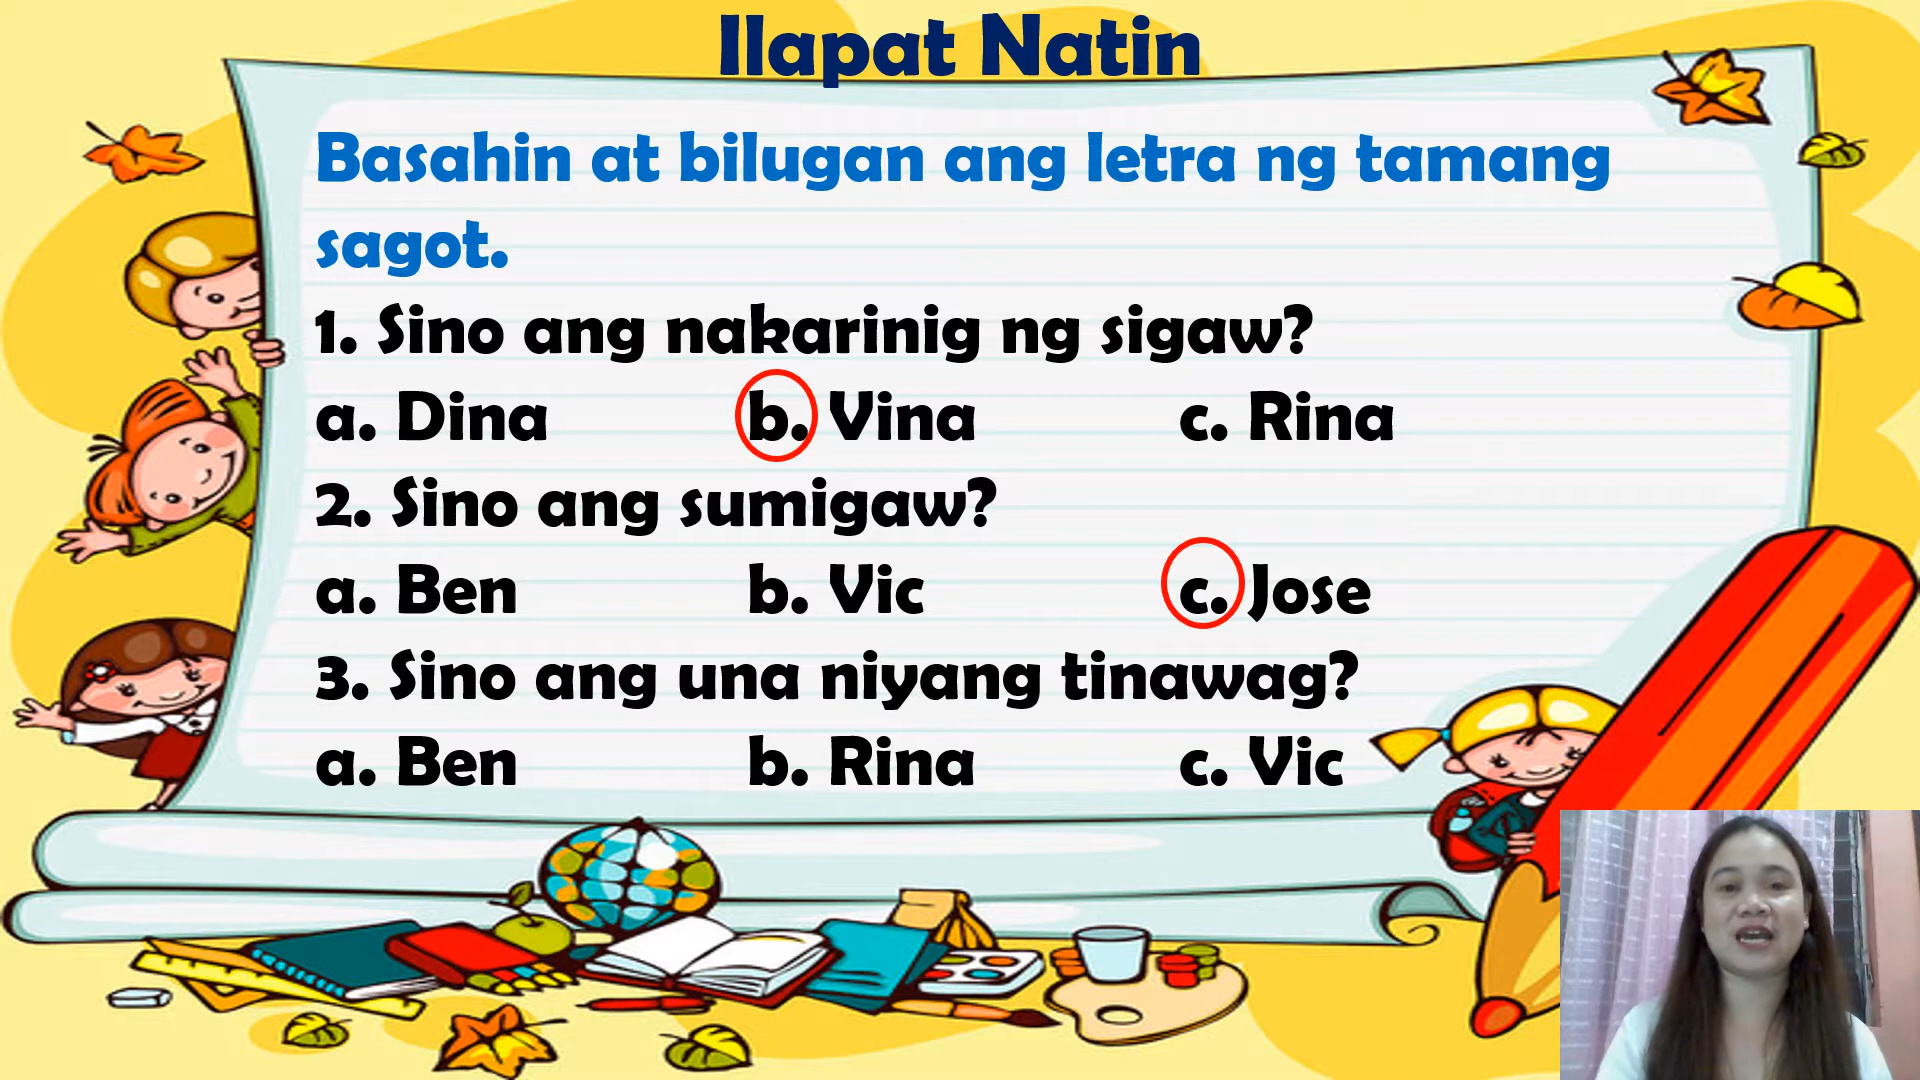 Ilapat Natin
Basahin at bilugan ang letra ng tamang
sagot.
1. Sino ang nakarinig ng sigaw?
a. Dina b. Vina c. Rina
2. Sino ang sumigaw?
a. Ben b. Vic c. Jose
3. Sino ang una niyang tinawag?
a. Ben b. Rina c. Vic